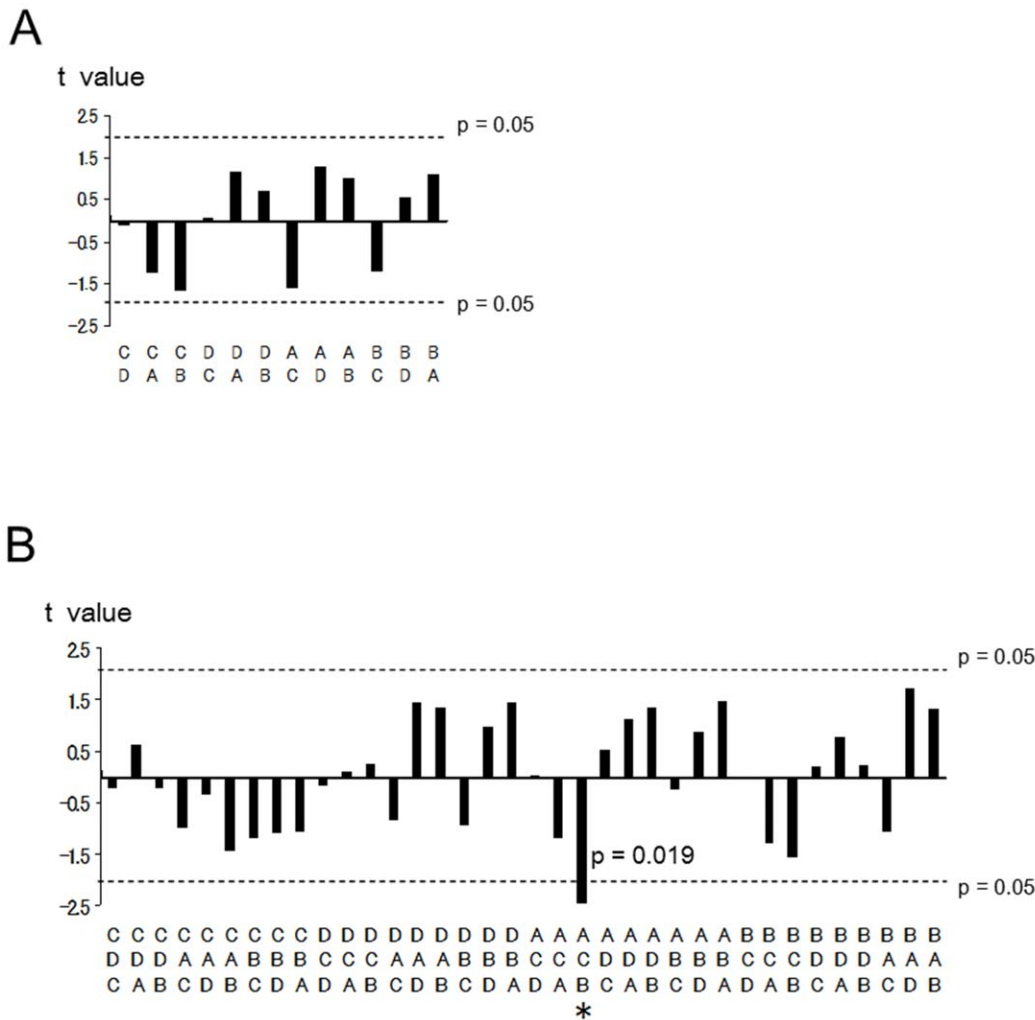 A
t value
2.5
p = 0.05
1.5
0.5
−0.5
−1.5
p = 0.05
−2.5
C C C D D D A A A B B B
D A B C A B C D B C D A
B
t value
2.5
p = 0.05
1.5
0.5
−0.5
−1.5
p = 0.019
p = 0.05
−2.5
C C C C C C C C C D D D D D D D D D A A A A A A A A A B B B B B B B B B
D D D A A A B B B C C C A A A B B B C C C D D D B B B C C C D D D A A A
C A B C D B C D A D A B C D B C D A D A B C A B C D A D A B C A B C D B
*